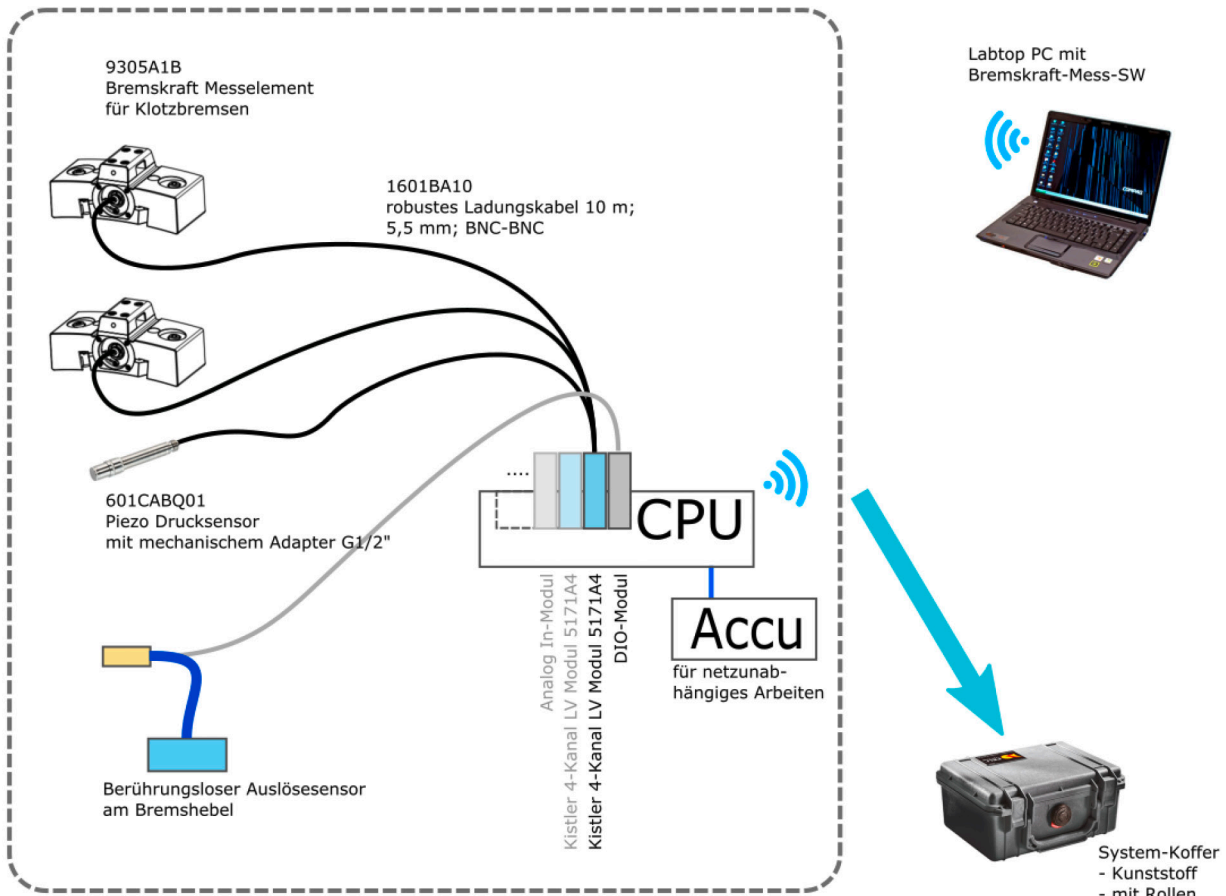 9305A1B
Bremskraft Messelement
für Klotzbremsen
Labtop PC mit
Bremskraft-Mess-SW
COMPAQ
1601BA10
robustes Ladungskabel 10 m;
5,5 mm; BNC-BNC
601CABQ01
Piezo Drucksensor
mit mechanischem Adapter G1/2"
....
CPU
Analog In-Modul
Kistler 4-Kanal LV Modul 5171A4
Kistler 4-Kanal LV Modul 5171A4
DIO-Modul
Accu
für netzunab-
hängiges Arbeiten
Berührungsloser Auslösesensor
am Bremshebel
System-Koffer
- Kunststoff
- mit Rollen